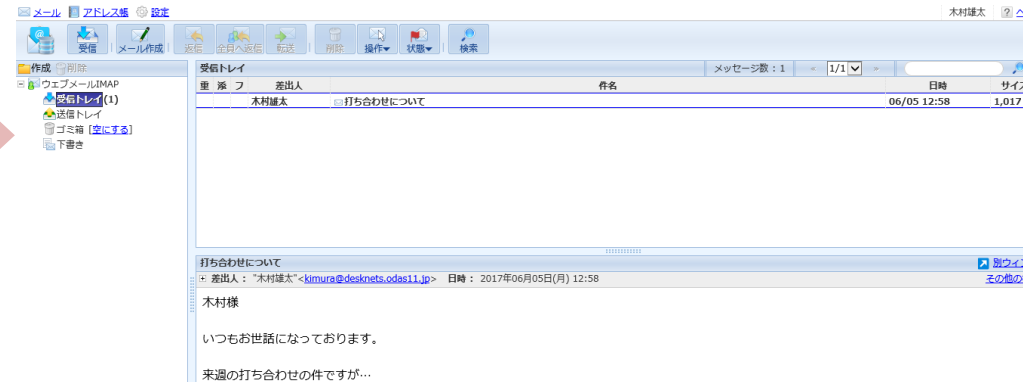 メール アドレス帳 設定 木村雄太 ?
受信 メール作成 返信 全員へ返信 転送 削除 操作▾ 状態▾ 検索
作成 削除 受信トレイ メッセージ数：1 « 1/1 »
ウェブメールIMAP 重 添 フ 差出人 件名 日時 サイズ
受信トレイ (1) 木村雄太 打ち合わせについて 06/05 12:58 1,017
送信トレイ
ゴミ箱 [空にする]
下書き
打ち合わせについて 別ウィ
差出人： "木村雄太"<kimura@desknets.odas11.jp> 日時： 2017年06月05日(月) 12:58 その他の
木村様
いつもお世話になっております。
来週の打ち合わせの件ですが…